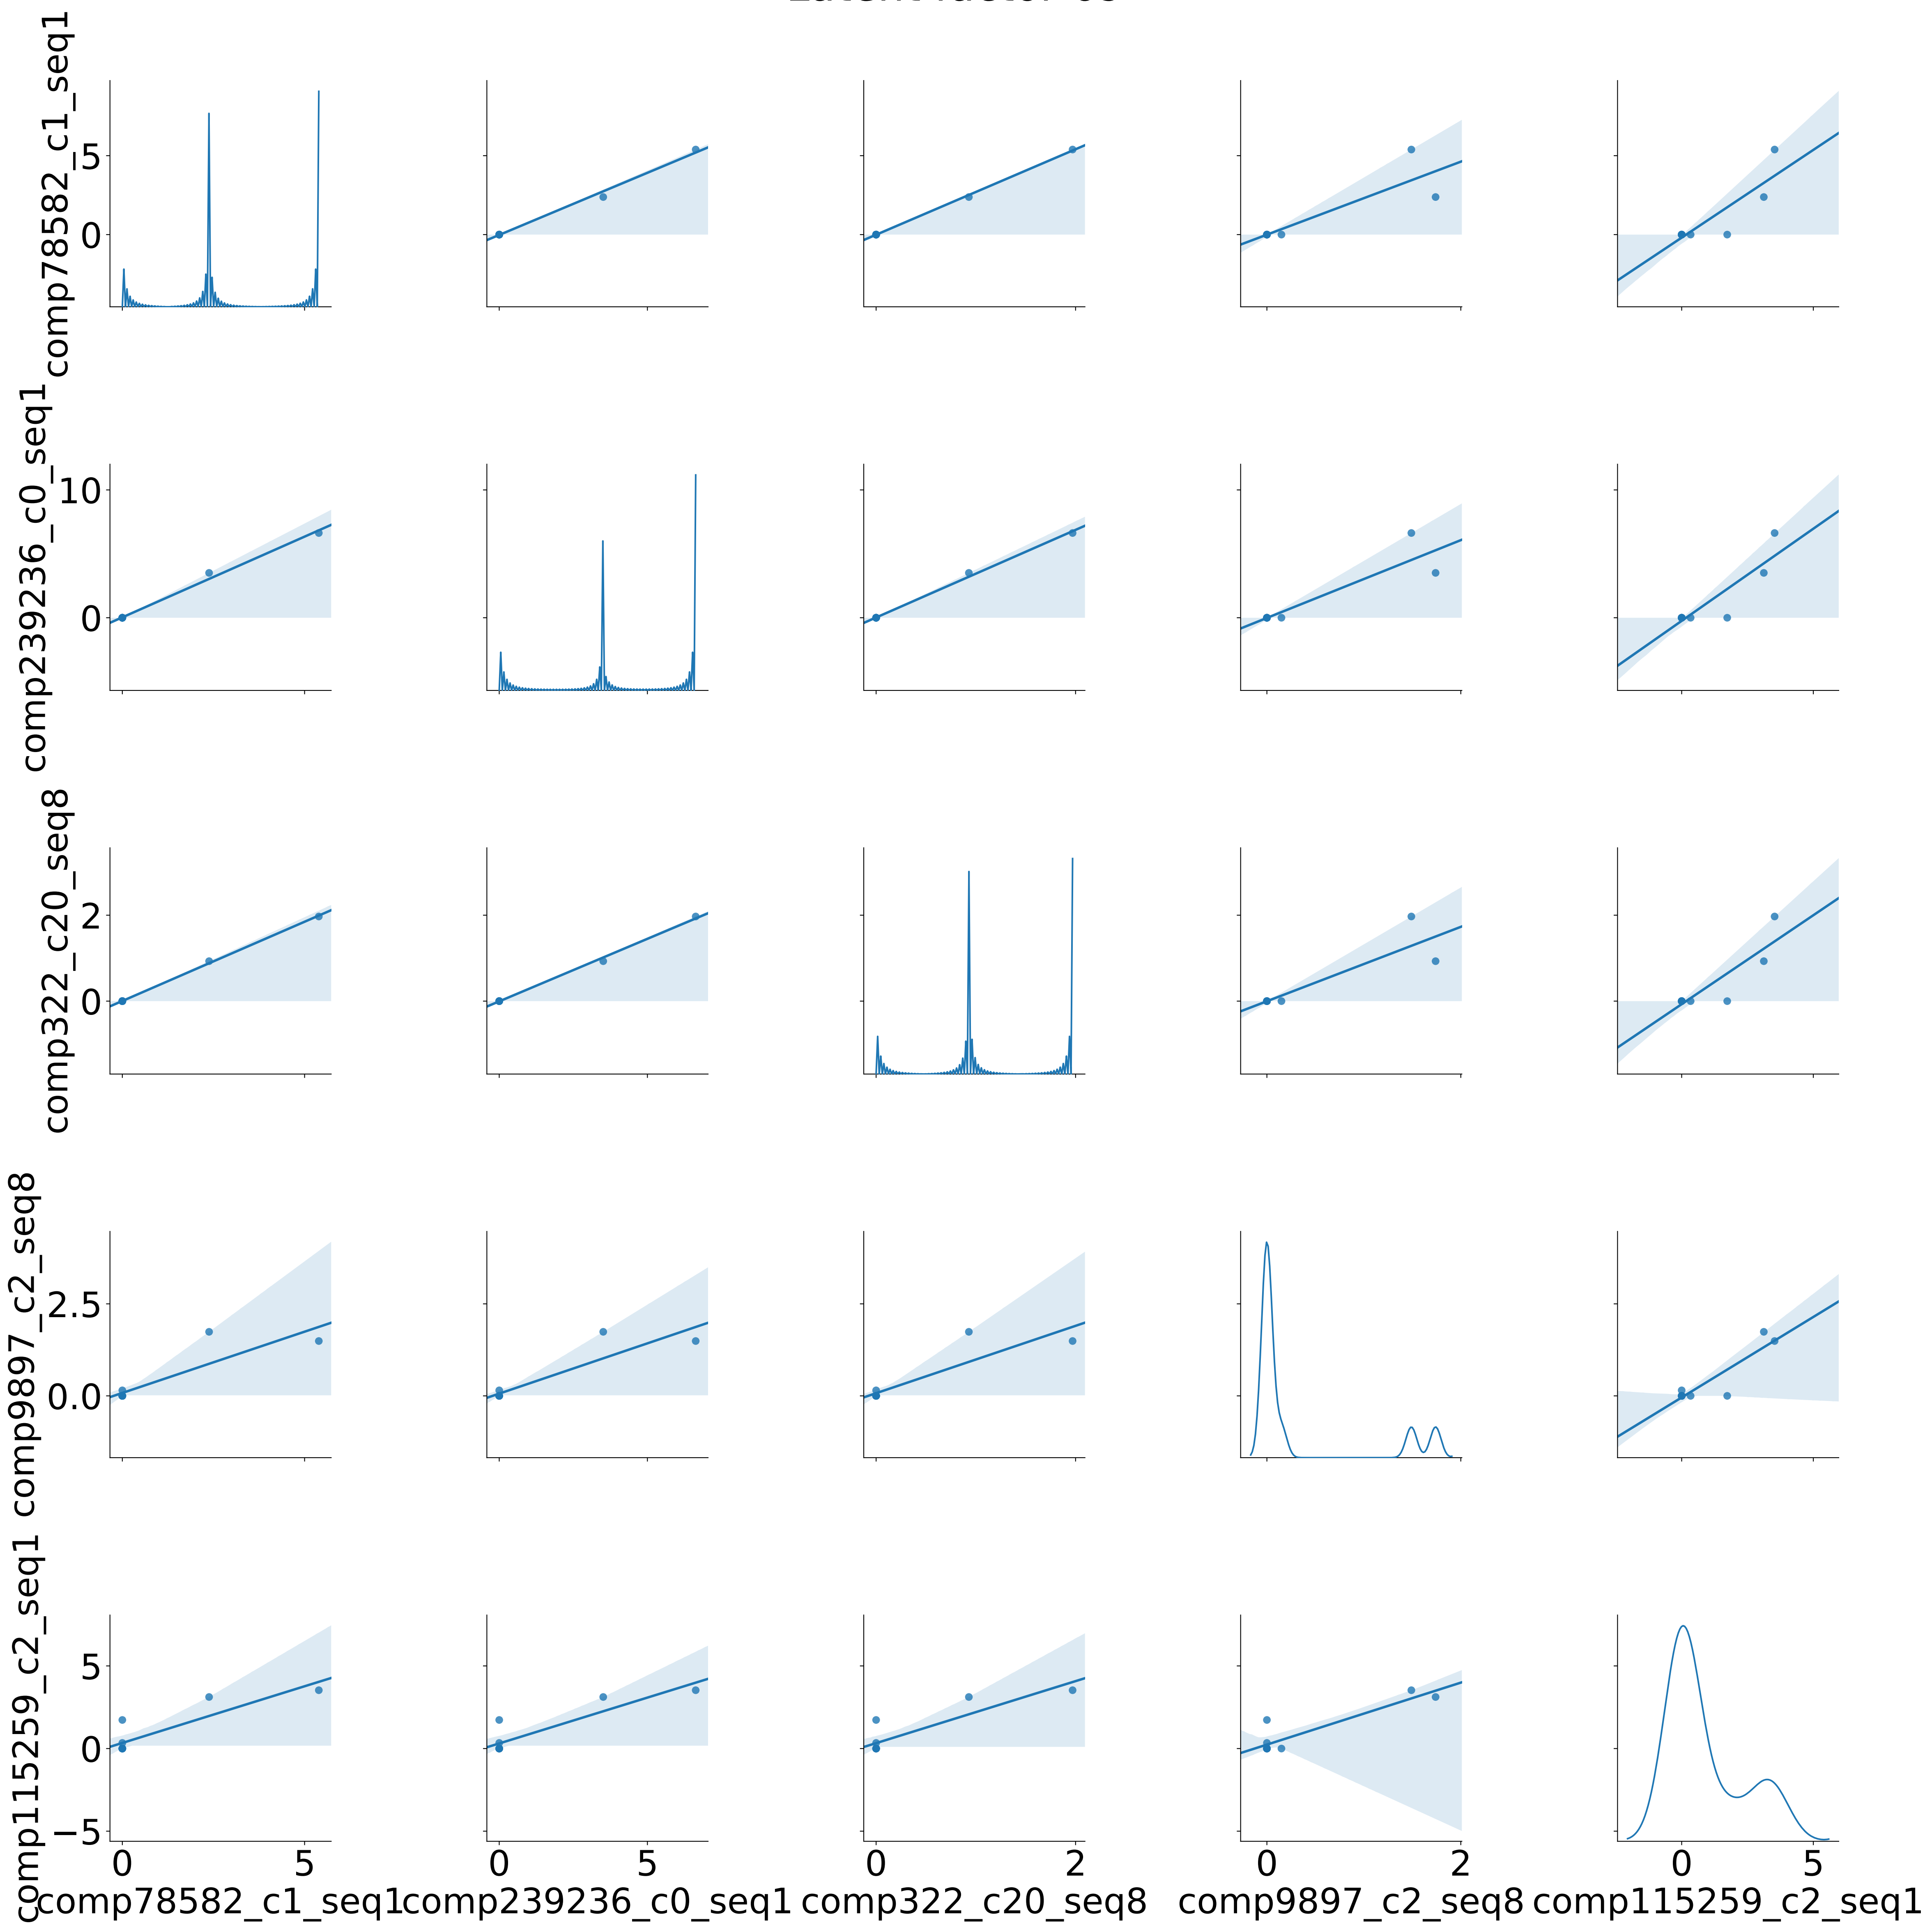 comp78582_c1_seq1
5
0
comp239236_c0_seq1
10
0
comp322_c20_seq8
2
0
comp9897_c2_seq8
2.5
0.0
comp115259_c2_seq1
5
0
−5
0 5 0 5 0 2 0 2 0 5
comp78582_c1_seq1 comp239236_c0_seq1 comp322_c20_seq8 comp9897_c2_seq8 comp115259_c2_seq1